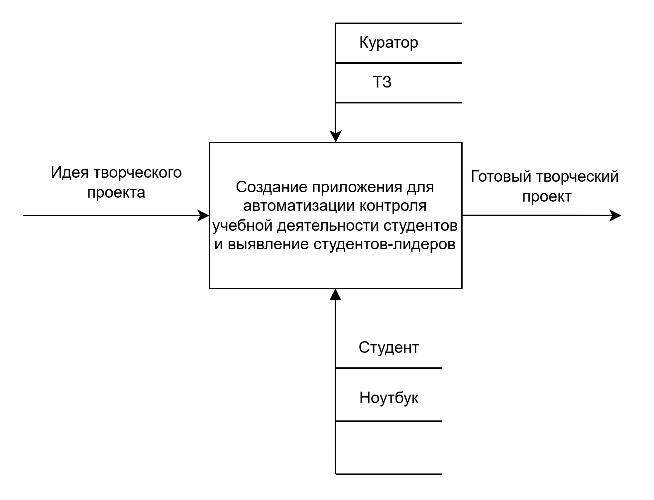 Куратор
ТЗ
Идея творческого
проекта
Создание приложения для
автоматизации контроля
учебной деятельности студентов
и выявление студентов-лидеров
Готовый творческий
проект
Студент
Ноутбук